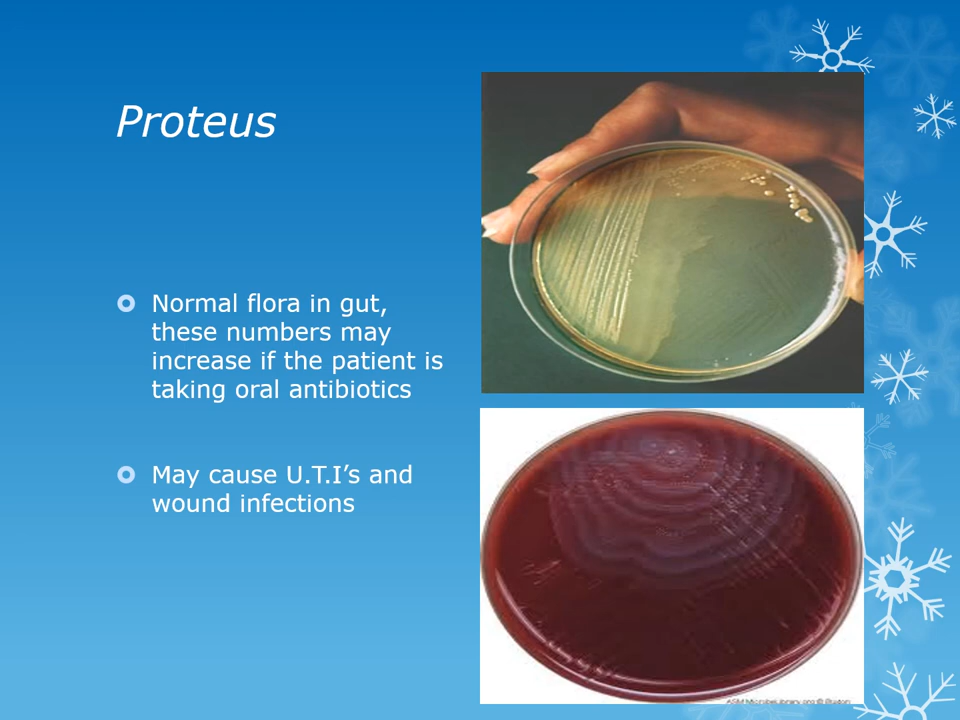 Proteus
Normal flora in gut,
these numbers may
increase if the patient is
taking oral antibiotics
May cause U.T.I’s and
wound infections